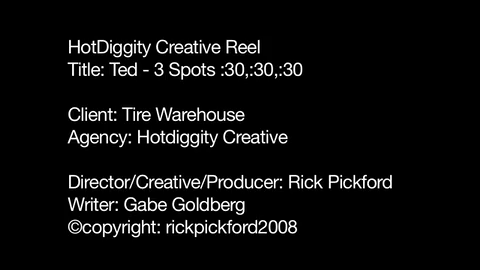 HotDiggity Creative Reel
Title: Ted - 3 Spots :30,:30,:30
Client: Tire Warehouse
Agency: Hotdiggity Creative
Director/Creative/Producer: Rick Pickford
Writer: Gabe Goldberg
©copyright: rickpickford2008